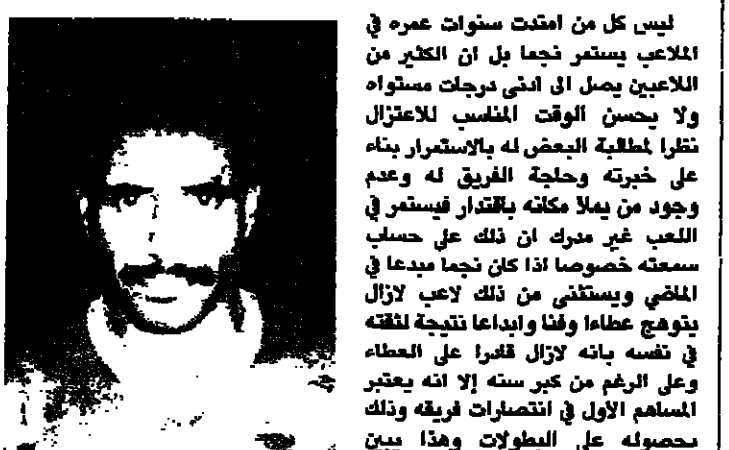 ليس كل من امتدت سنوات عمره في
الملاعب يستمر نجما بل ان الكثير من
اللاعبين يصل الى ادنى درجات مستواه
ولا يحسن الوقت المناسب للاعتزال
نظرا لمطالبة البعض له بالاستمرار بناء
على خبرته وحاجة الفريق له وعدم
وجود من يملأ مكانه باقتدار فيستمر في
اللعب غير مدرك ان ذلك على حساب
سمعته خصوصا اذا كان نجما مبدعا في
الماضي ويستثنى من ذلك لاعب لازال
يتوهج عطاءا وفنا وابداعا نتيجة لثقته
في نفسه بانه لازال قادرا على العطاء
وعلى الرغم من كبر سنه إلا انه يعتبر
المساهم الأول في انتصارات فريقه وذلك
بحصوله على البطولات وهذا يبين